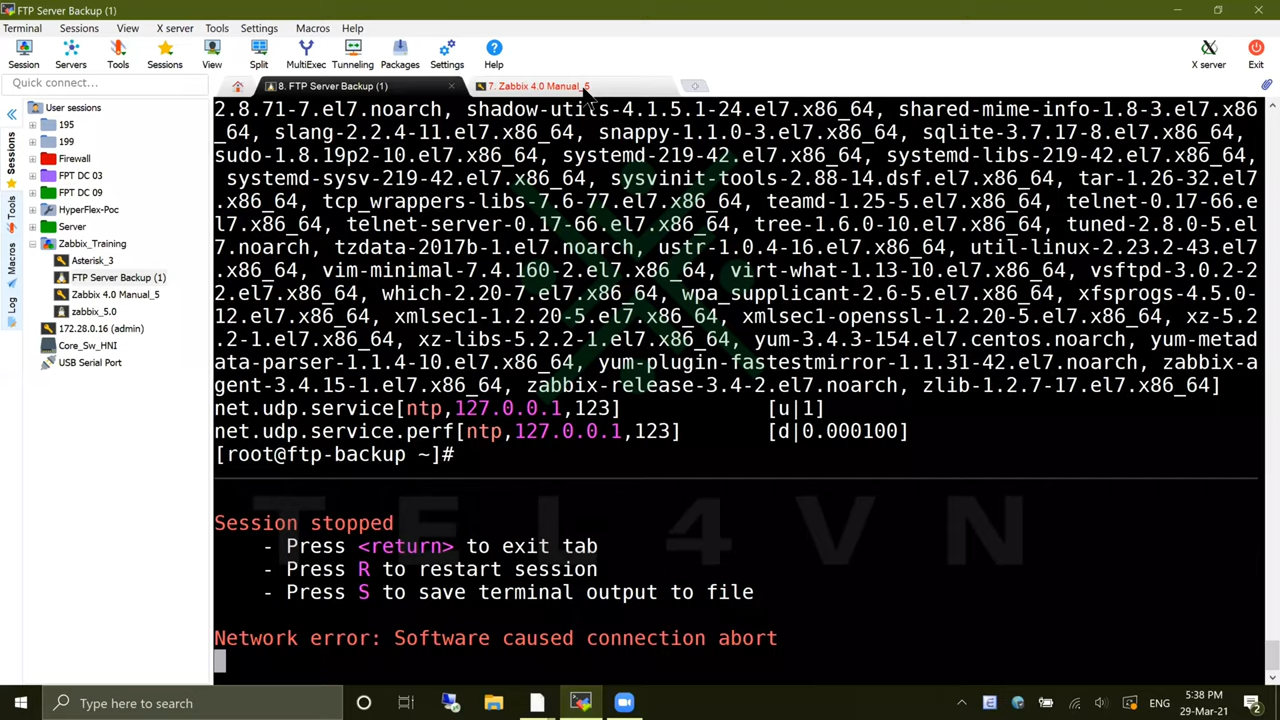 FTP Server Backup (1)
Terminal Sessions View X server Tools Settings Macros Help
Session Servers Tools Sessions View Split MultiExec Tunneling Packages Settings Help X server Exit
Quick connect...
8. FTP Server Backup (1)
7. Zabbix 4.0 Manual_5
Sessions
Tools
Macros
Log
User sessions
195
199
Firewall
FPT DC 03
FPT DC 09
HyperFlex-Poc
Server
Zabbix_Training
Asterisk_3
FTP Server Backup (1)
Zabbix 4.0 Manual_5
zabbix_5.0
172.28.0.16 (admin)
Core_Sw_HNI
USB Serial Port
2.8.71-7.el7.noarch, shadow-utils-4.1.5.1-24.el7.x86_64, shared-mime-info-1.8-3.el7.x86
_64, slang-2.2.4-11.el7.x86_64, snappy-1.1.0-3.el7.x86_64, sqlite-3.7.17-8.el7.x86_64,
sudo-1.8.19p2-10.el7.x86_64, systemd-219-42.el7.x86_64, systemd-libs-219-42.el7.x86_64,
systemd-sysv-219-42.el7.x86_64, sysvinit-tools-2.88-14.dsf.el7.x86_64, tar-1.26-32.el7
.x86_64, tcp_wrappers-libs-7.6-77.el7.x86_64, teamd-1.25-5.el7.x86_64, telnet-0.17-66.e
l7.x86_64, telnet-server-0.17-66.el7.x86_64, tree-1.6.0-10.el7.x86_64, tuned-2.8.0-5.el
7.noarch, tzdata-2017b-1.el7.noarch, ustr-1.0.4-16.el7.x86_64, util-linux-2.23.2-43.el7
.x86_64, vim-minimal-7.4.160-2.el7.x86_64, virt-what-1.13-10.el7.x86_64, vsftpd-3.0.2-2
2.el7.x86_64, which-2.20-7.el7.x86_64, wpa_supplicant-2.6-5.el7.x86_64, xfsprogs-4.5.0-
12.el7.x86_64, xmlsec1-1.2.20-5.el7.x86_64, xmlsec1-openssl-1.2.20-5.el7.x86_64, xz-5.2
.2-1.el7.x86_64, xz-libs-5.2.2-1.el7.x86_64, yum-3.4.3-154.el7.centos.noarch, yum-metad
ata-parser-1.1.4-10.el7.x86_64, yum-plugin-fastestmirror-1.1.31-42.el7.noarch, zabbix-a
gent-3.4.15-1.el7.x86_64, zabbix-release-3.4-2.el7.noarch, zlib-1.2.7-17.el7.x86_64]
net.udp.service[ntp,127.0.0.1,123] [u|1]
net.udp.service.perf[ntp,127.0.0.1,123] [d|0.000100]
[root@ftp-backup ~]#
TEL4VN
Session stopped
- Press <return> to exit tab
- Press R to restart session
- Press S to save terminal output to file
Network error: Software caused connection abort
Type here to search
ENG
5:38 PM
29-Mar-21
2